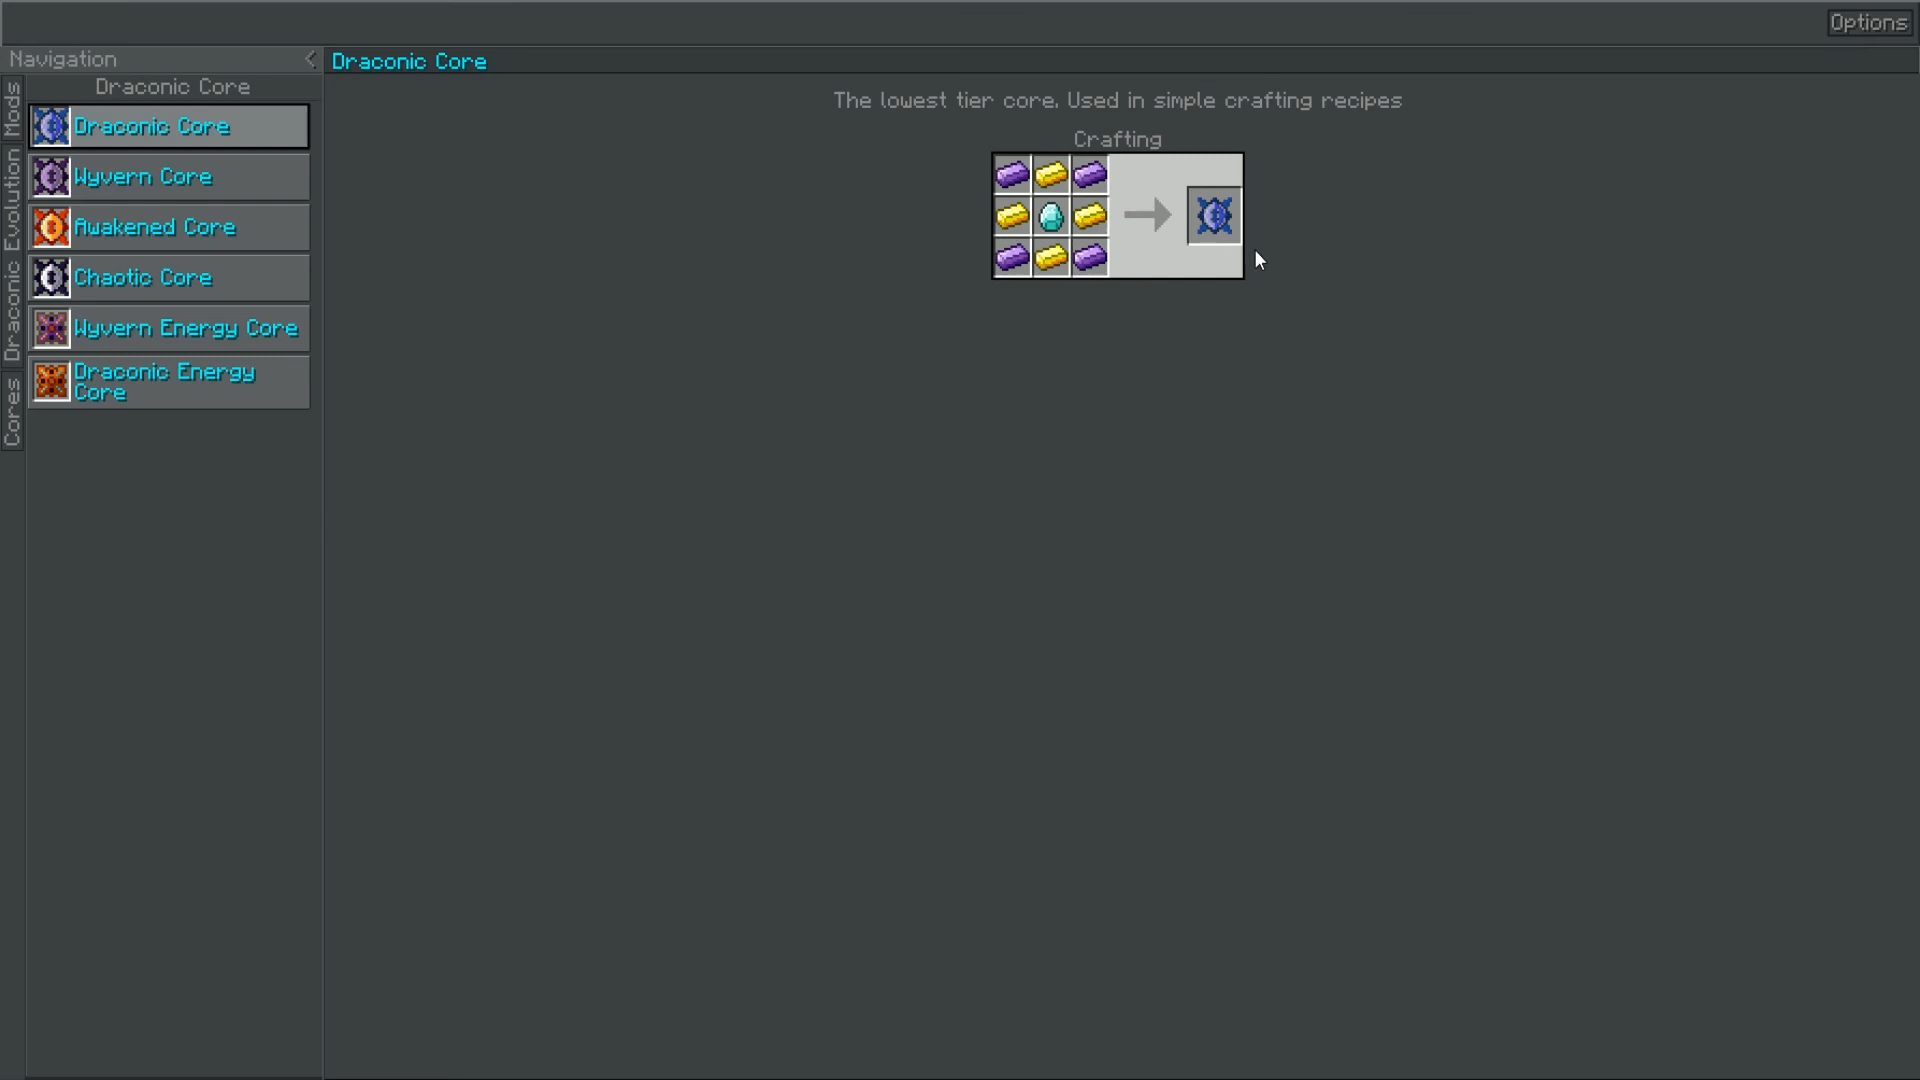 Options
Navigation <
Draconic Core
Mods
Draconic Evolution
Cores
Draconic Core
Wyvern Core
Awakened Core
Chaotic Core
Wyvern Energy Core
Draconic Energy
Core
Draconic Core
The lowest tier core. Used in simple crafting recipes
Crafting